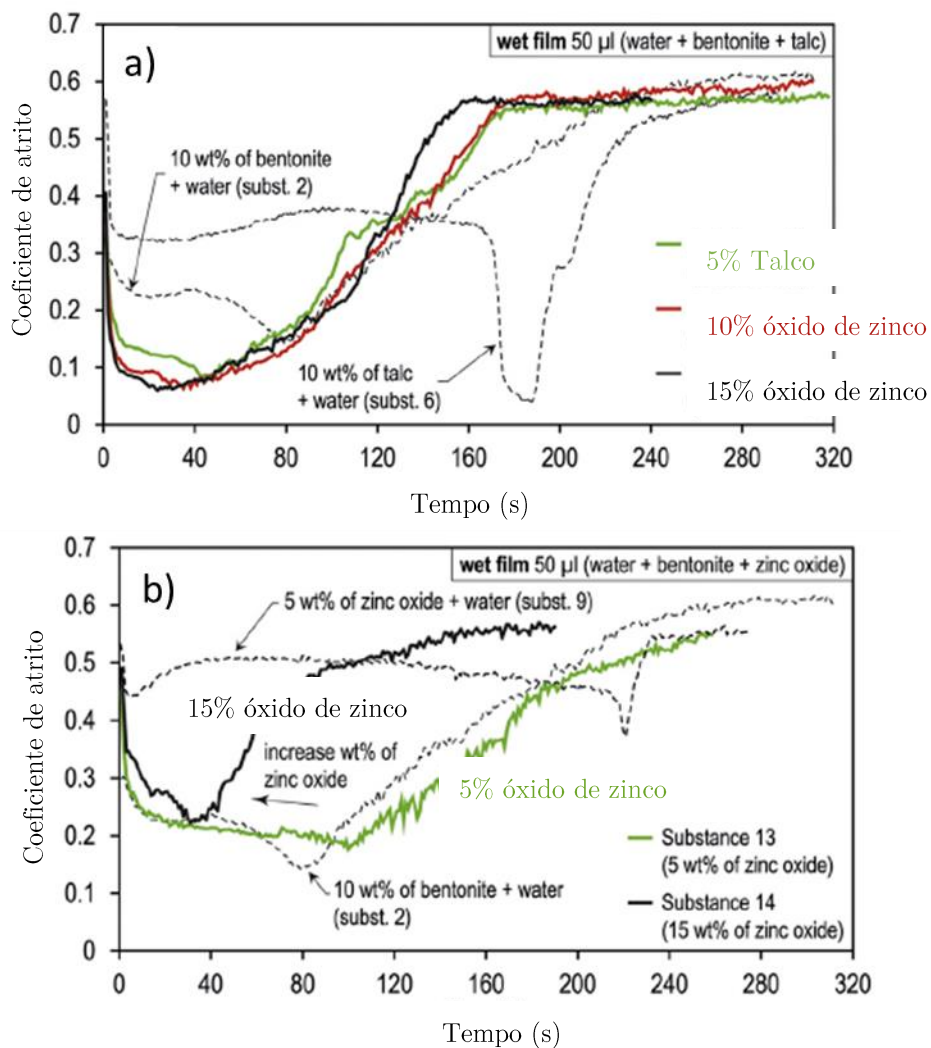 0.7
wet film 50 µl (water + bentonite + talc)
a)
0.6
0.5
10 wt% of bentonite
+ water (subst. 2)
0.4
Coeficiente de atrito
0.3
5% Talco
0.2
10% óxido de zinco
10 wt% of talc
+ water (subst. 6)
0.1
15% óxido de zinco
0
0 40 80 120 160 200 240 280 320
Tempo (s)
0.7
wet film 50 µl (water + bentonite + zinc oxide)
b)
5 wt% of zinc oxide + water (subst. 9)
0.6
0.5
15% óxido de zinco
0.4
Coeficiente de atrito
increase wt% of
zinc oxide
0.3
5% óxido de zinco
0.2
Substance 13
(5 wt% of zinc oxide)
10 wt% of bentonite + water
(subst. 2)
0.1
Substance 14
(15 wt% of zinc oxide)
0
0 40 80 120 160 200 240 280 320
Tempo (s)